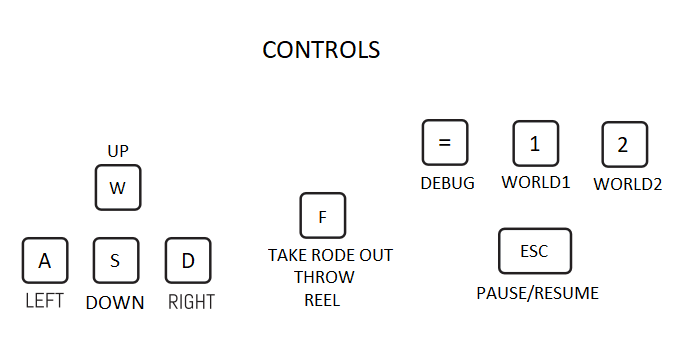 CONTROLS
=
1
2
DEBUG
WORLD1
WORLD2
UP
W
F
A
S
D
LEFT
DOWN
RIGHT
TAKE RODE OUT
THROW
REEL
ESC
PAUSE/RESUME